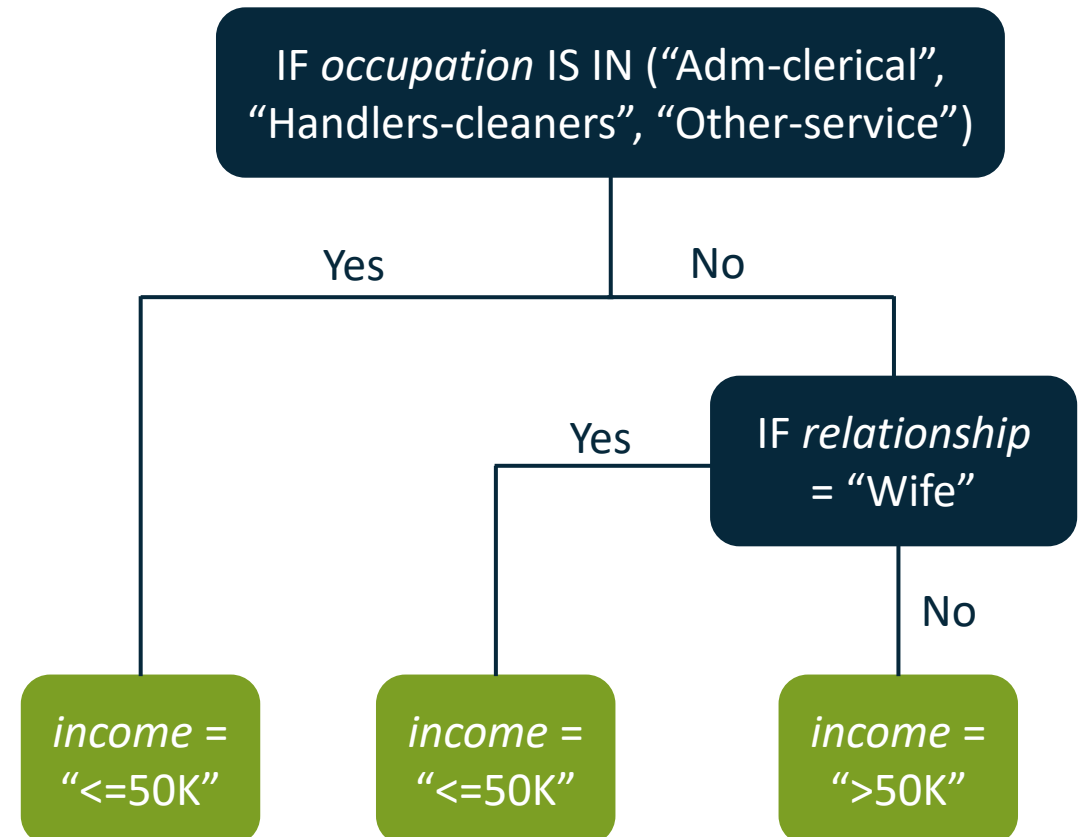 IF occupation IS IN (“Adm-clerical”,
“Handlers-cleaners”, “Other-service”)
Yes
No
Yes
IF relationship
= “Wife”
No
income =
“<=50K”
income =
“<=50K”
income =
“>50K”